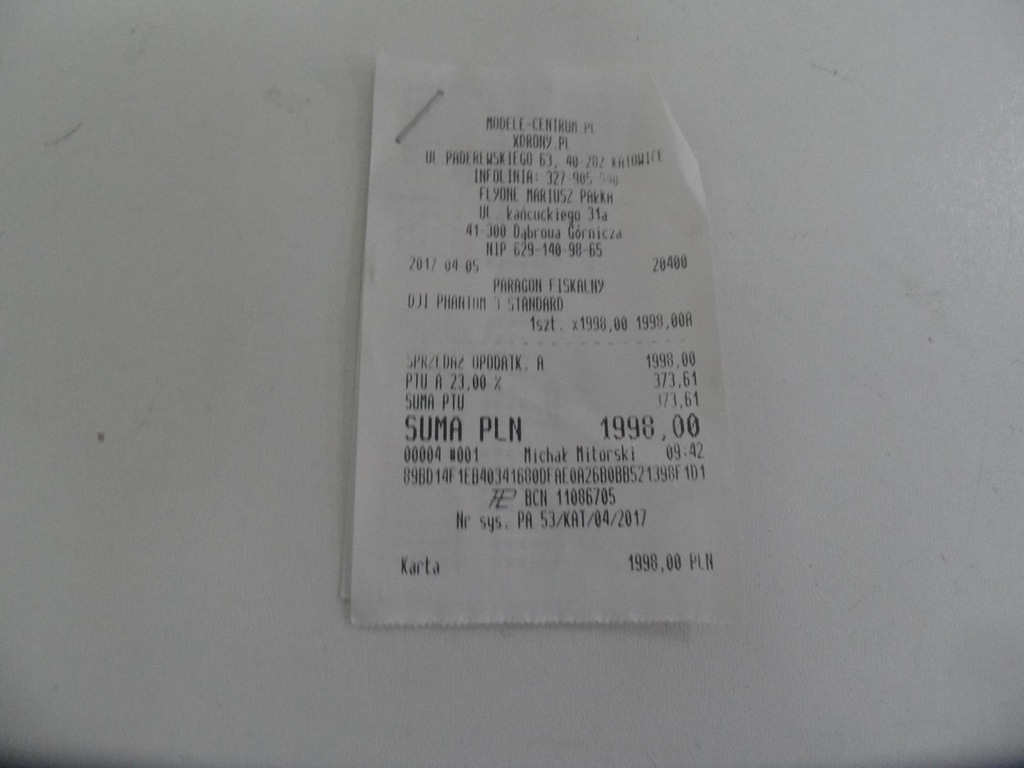 MODELE-CENTRUM PL
XDRONY.PL
UL. PADEREWSKIEGO 63, 40-282 KATOWICE
INFOLINIA: 327-905
FLYONE MARIUSZ PAŁKA
UL. Łańcuckiego 31a
41-300 Dąbrowa Górnicza
NIP 629-140-98-65
2017 04 05 20400
PARAGON FISKALNY
DJI PHANTOM 3 STANDARD
1szt. x1998,00 1998,00A
SPRZEDAŻ OPODATK. A 1998,00
PTU A 23,00 % 373,61
SUMA PTU 373,61
SUMA PLN 1998,00
00004 #001 Michał Mitorski 09:42
89BD14F1EB40341680DFAE0A26B0BB521398F1D1
BCN 11086705
Nr sys. PA 53/KAT/04/2017
Karta 1998,00 PLN